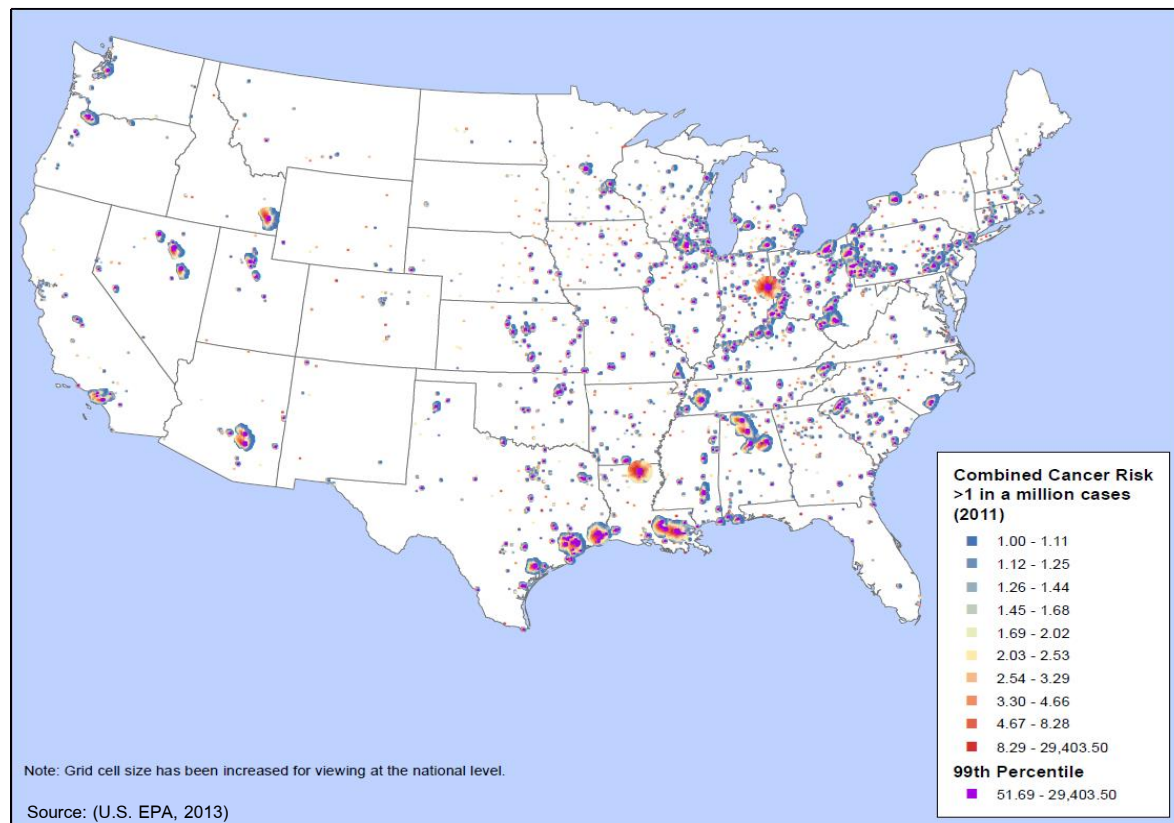 Combined Cancer Risk
>1 in a million cases
(2011)
1.00 - 1.11
1.12 - 1.25
1.26 - 1.44
1.45 - 1.68
1.69 - 2.02
2.03 - 2.53
2.54 - 3.29
3.30 - 4.66
4.67 - 8.28
8.29 - 29,403.50
99th Percentile
51.69 - 29,403.50
Note: Grid cell size has been increased for viewing at the national level.
Source: (U.S. EPA, 2013)